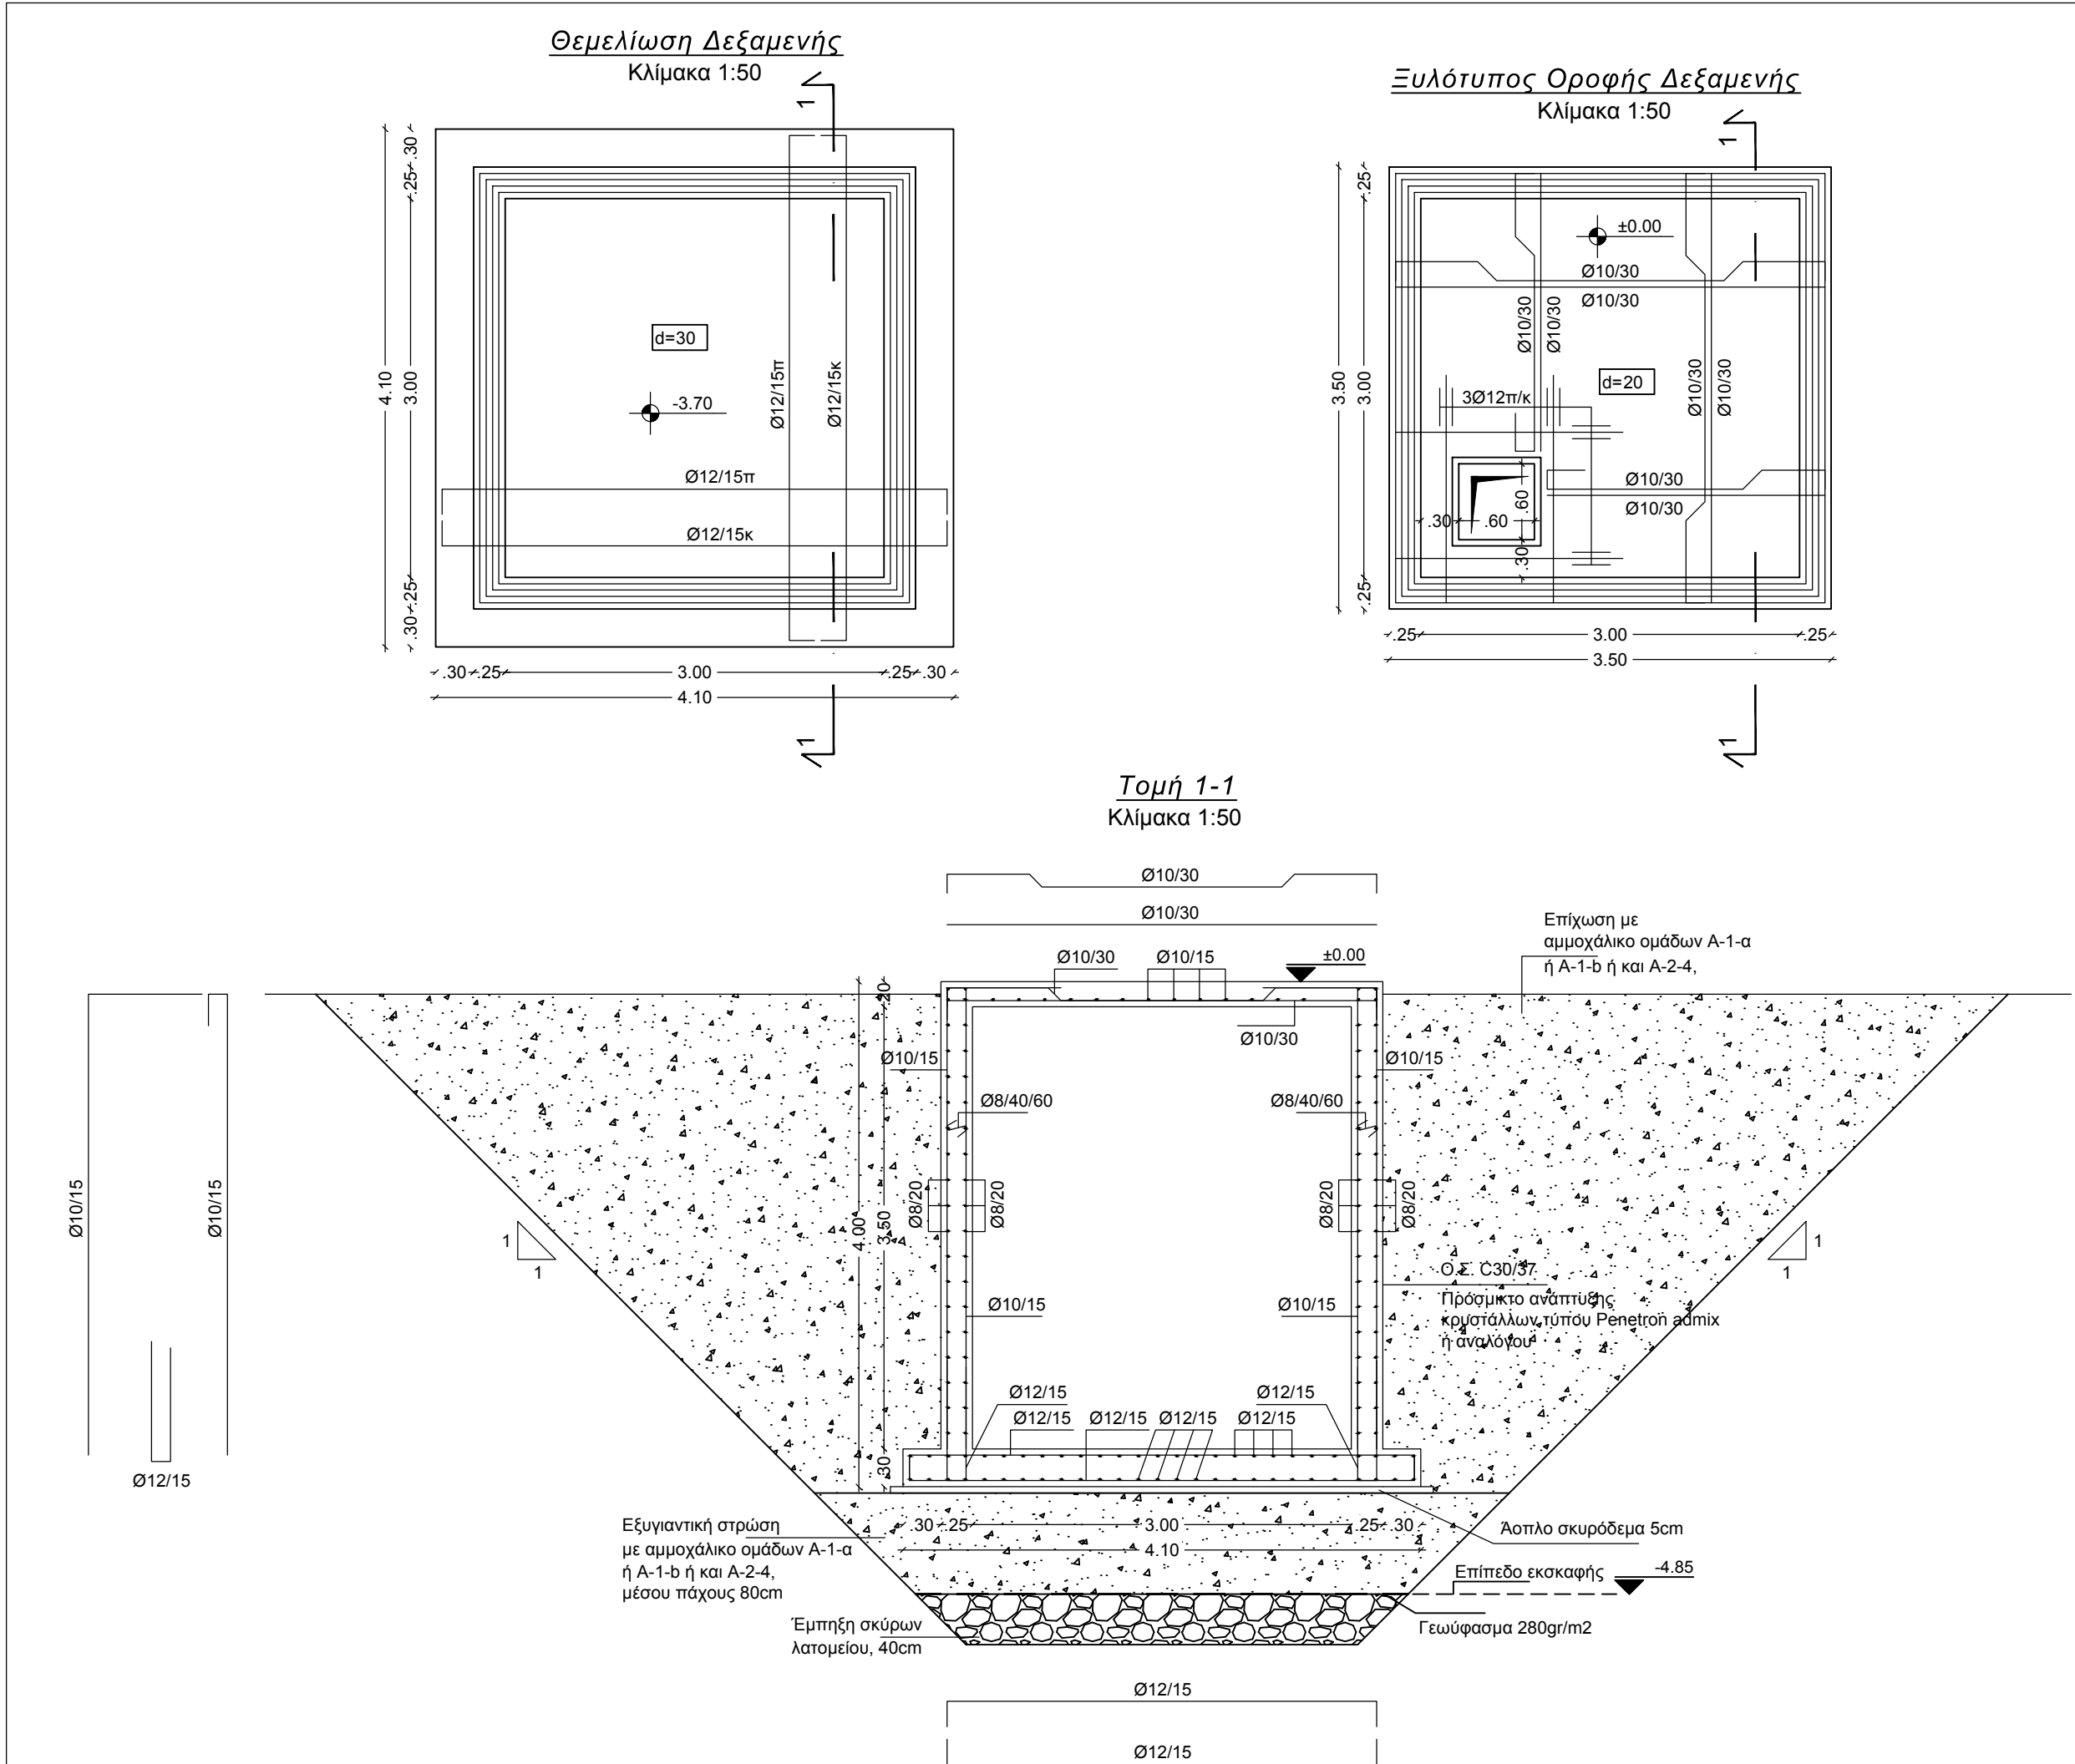 Θεμελίωση Δεξαμενής
Κλίμακα 1:50
1
4.10
.30
.25
3.00
.25
.30
d=30
-3.70
Ø12/15π
Ø12/15κ
Ø12/15π
Ø12/15κ
.30
.25
3.00
.25
.30
4.10
1
Ξυλότυπος Οροφής Δεξαμενής
Κλίμακα 1:50
1
3.50
.25
3.00
.25
±0.00
Ø10/30
Ø10/30
Ø10/30
Ø10/30
Ø10/30
Ø10/30
d=20
3Ø12π/κ
Ø10/30
Ø10/30
.60
.30
.60
.30
.25
3.00
.25
3.50
1
Τομή 1-1
Κλίμακα 1:50
Ø10/30
Ø10/30
Ø10/30
Ø10/15
±0.00
Επίχωση με
αμμοχάλικο ομάδων Α-1-α
ή Α-1-b ή και Α-2-4,
.20
Ø10/30
Ø10/15
Ø10/15
Ø8/40/60
Ø8/40/60
Ø10/15
Ø10/15
Ø8/20
Ø8/20
Ø8/20
Ø8/20
4.00
3.50
1
1
1
1
Ο.Σ. C30/37
Πρόσμικτο ανάπτυξης
κρυστάλλων τύπου Penetron admix
ή αναλόγου
Ø10/15
Ø10/15
Ø12/15
Ø12/15
Ø12/15
Ø12/15
Ø12/15
Ø12/15
.30
Ø12/15
Εξυγιαντική στρώση
με αμμοχάλικο ομάδων Α-1-α
ή Α-1-b ή και Α-2-4,
μέσου πάχους 80cm
.30
.25
3.00
.25
.30
4.10
Άοπλο σκυρόδεμα 5cm
Επίπεδο εκσκαφής
-4.85
Γεωύφασμα 280gr/m2
Έμπηξη σκύρων
λατομείου, 40cm
Ø12/15
Ø12/15